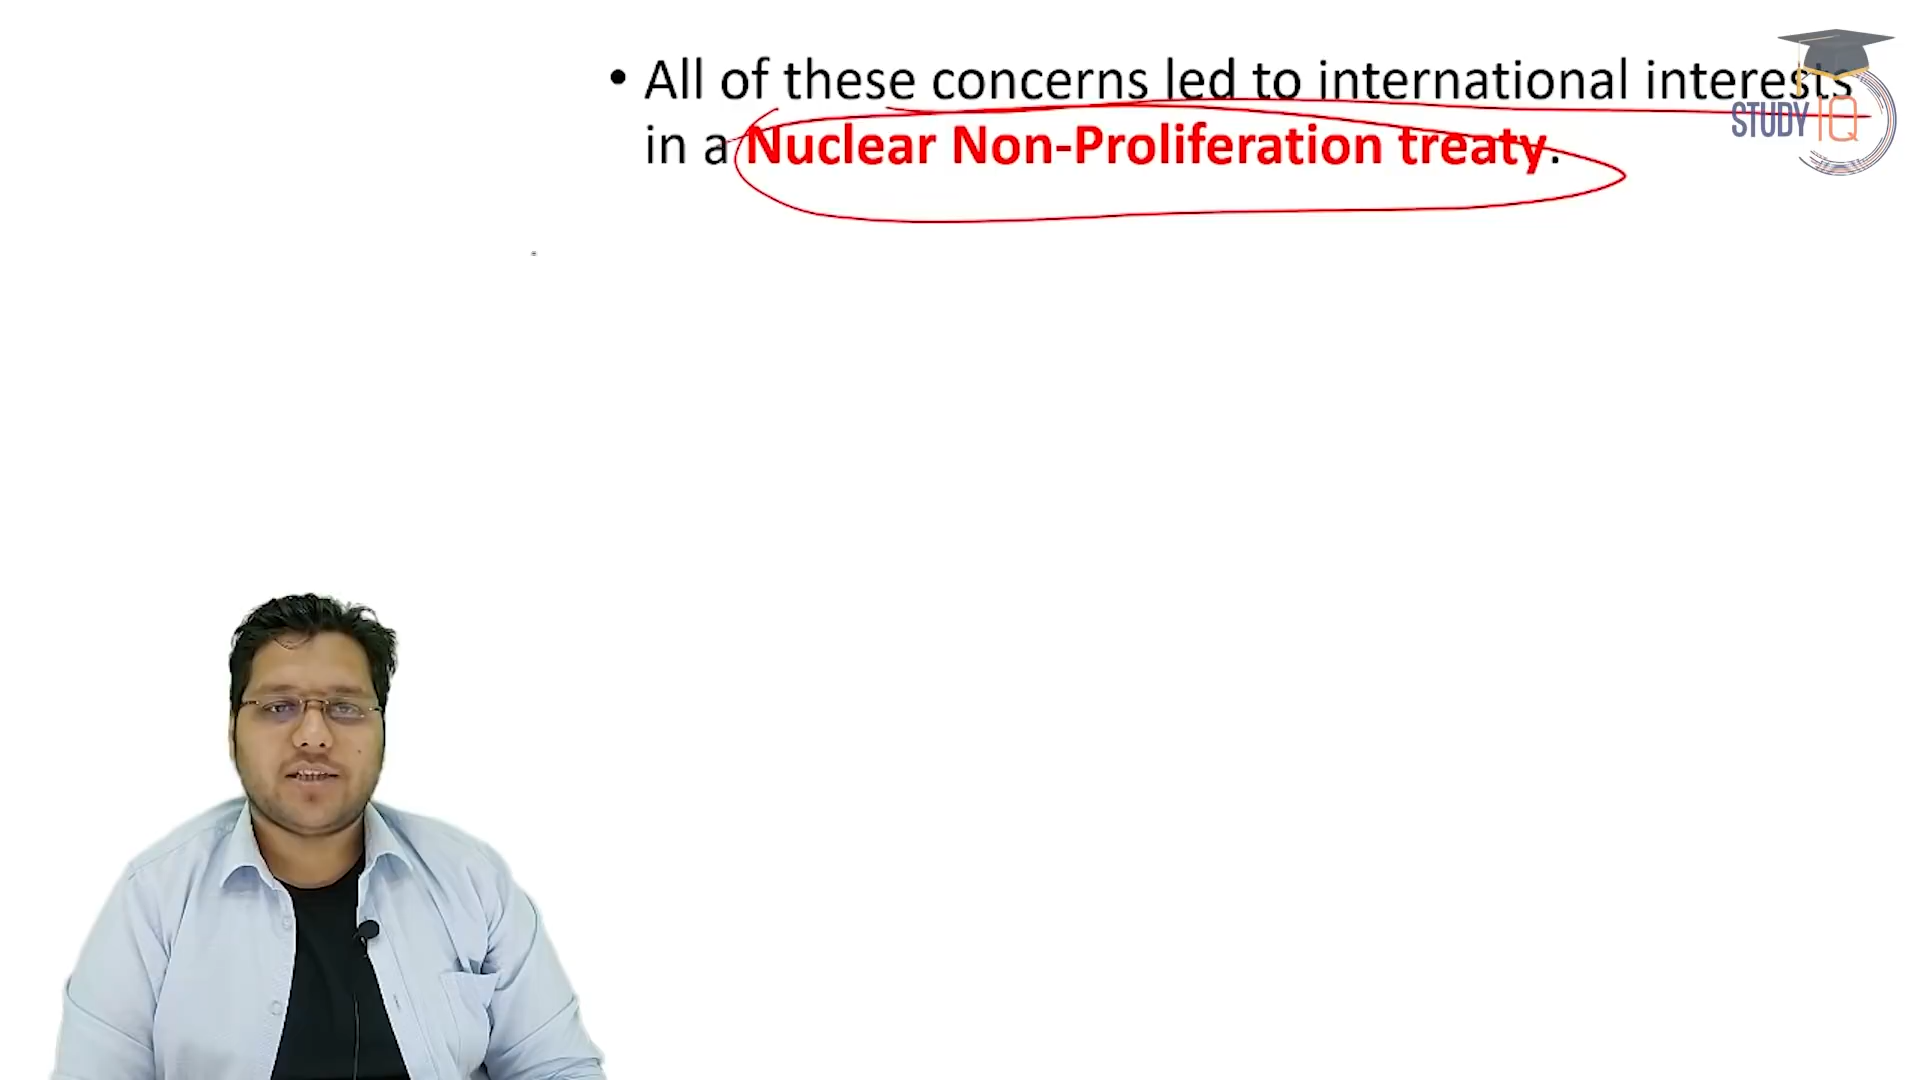 • All of these concerns led to international interests
in a Nuclear Non-Proliferation treaty.
STUDY IQ